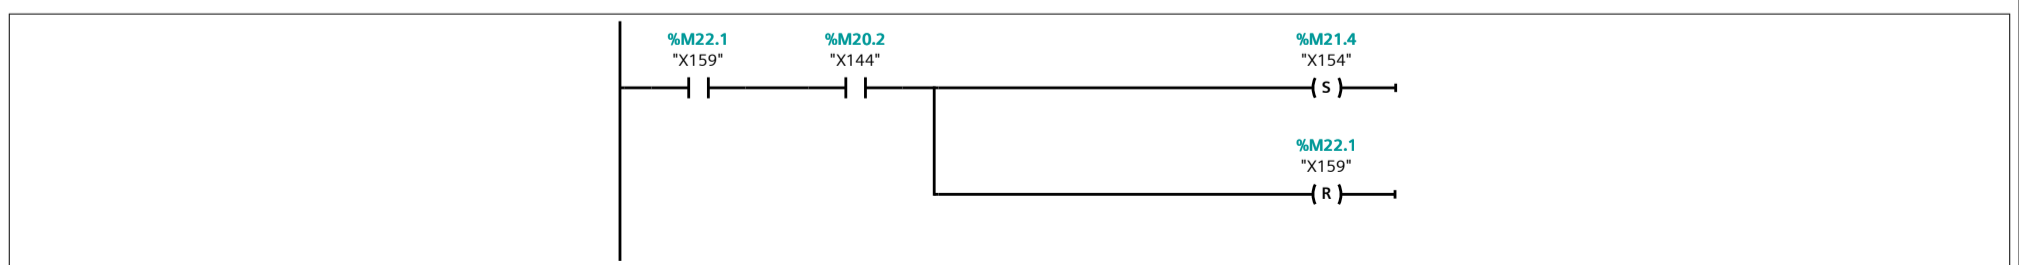 %M22.1
"X159"
%M20.2
"X144"
%M21.4
"X154"
( S )
%M22.1
"X159"
( R )